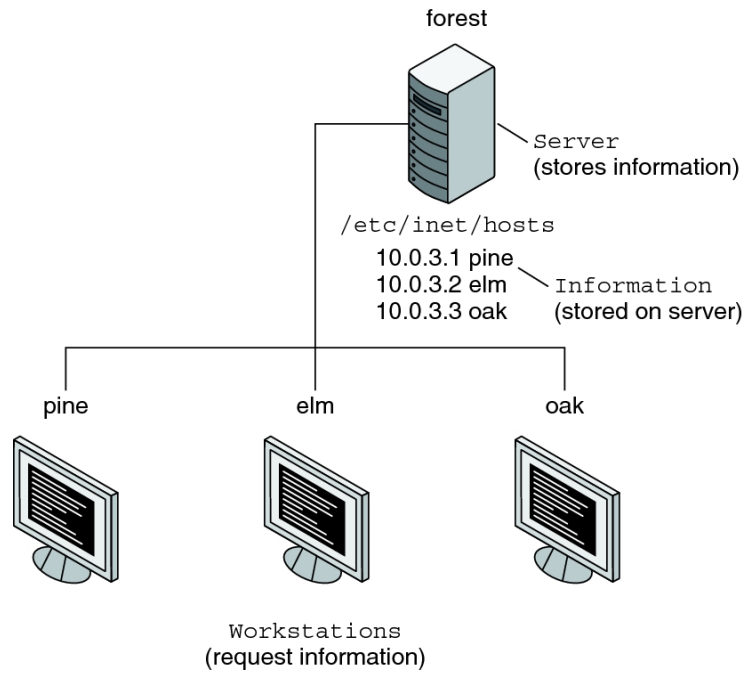 forest
Server
(stores information)
/etc/inet/hosts
10.0.3.1 pine
10.0.3.2 elm
10.0.3.3 oak
Information
(stored on server)
pine
elm
oak
Workstations
(request information)